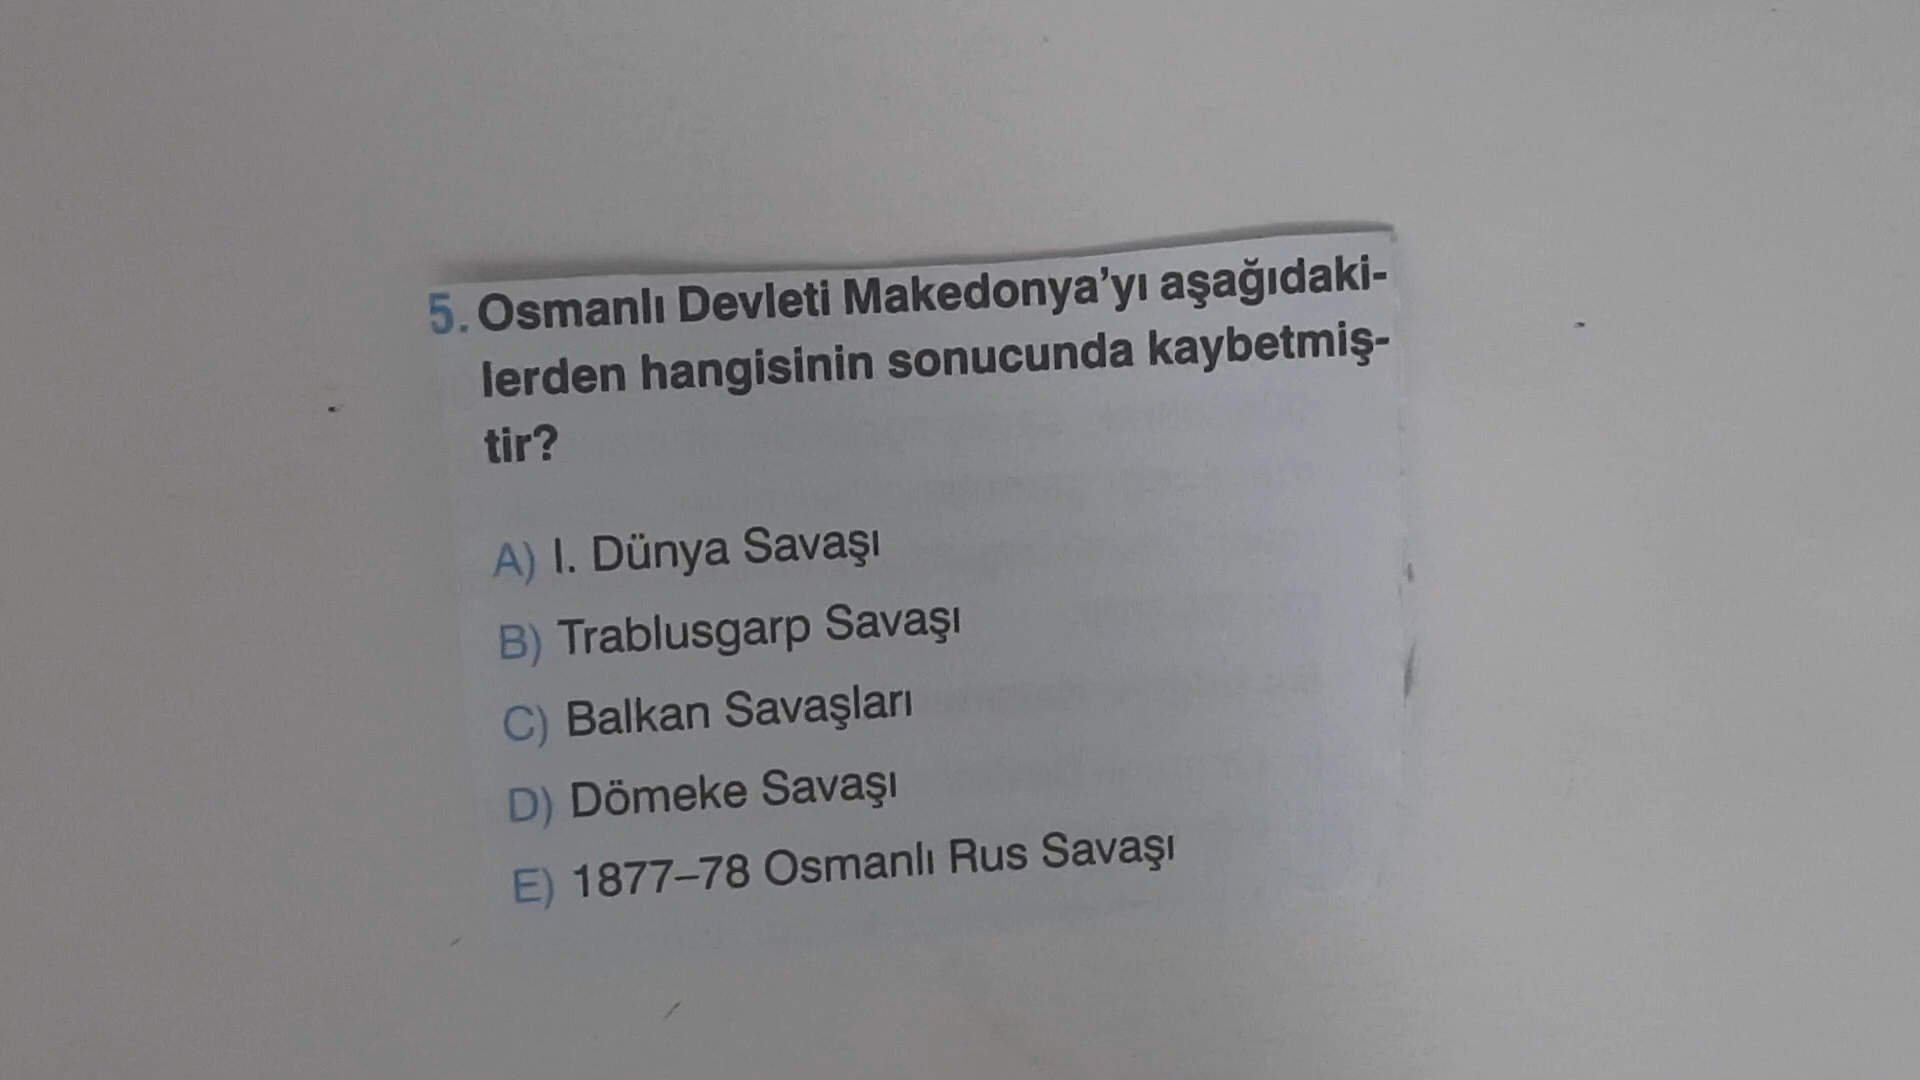 5. Osmanlı Devleti Makedonya'yı aşağıdaki-
lerden hangisinin sonucunda kaybetmiş-
tir?
A) I. Dünya Savaşı
B) Trablusgarp Savaşı
C) Balkan Savaşları
D) Dömeke Savaşı
E) 1877–78 Osmanlı Rus Savaşı